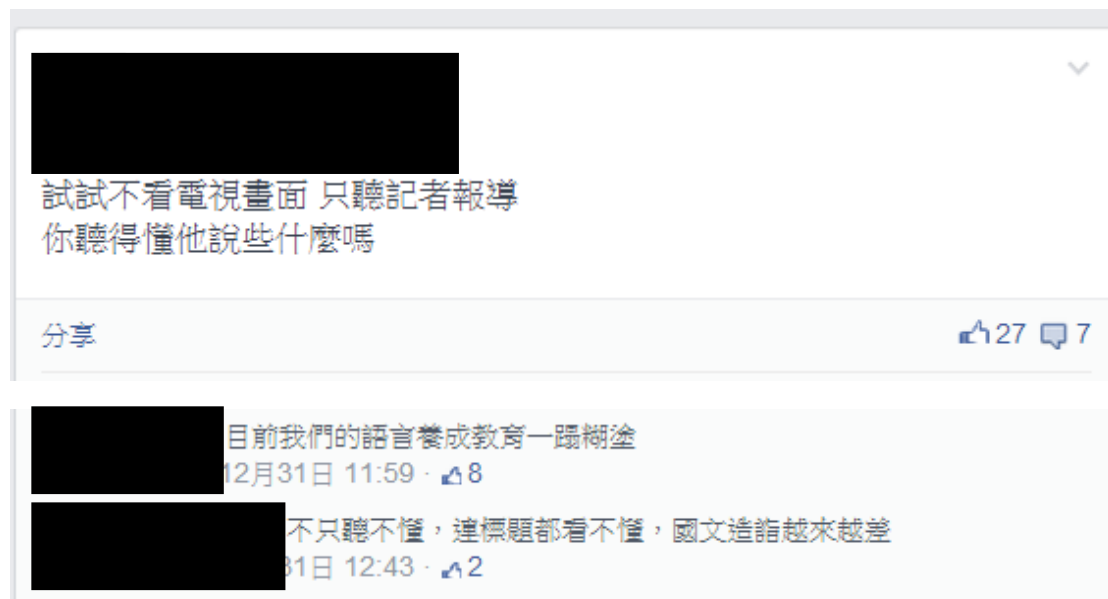 試試不看電視畫面 只聽記者報導
你聽得懂他說些什麼嗎
分享 27 7
目前我們的語言養成教育一蹋糊塗
12月31日 11:59 · 8
不只聽不懂，連標題都看不懂，國文造詣越來越差
31日 12:43 · 2